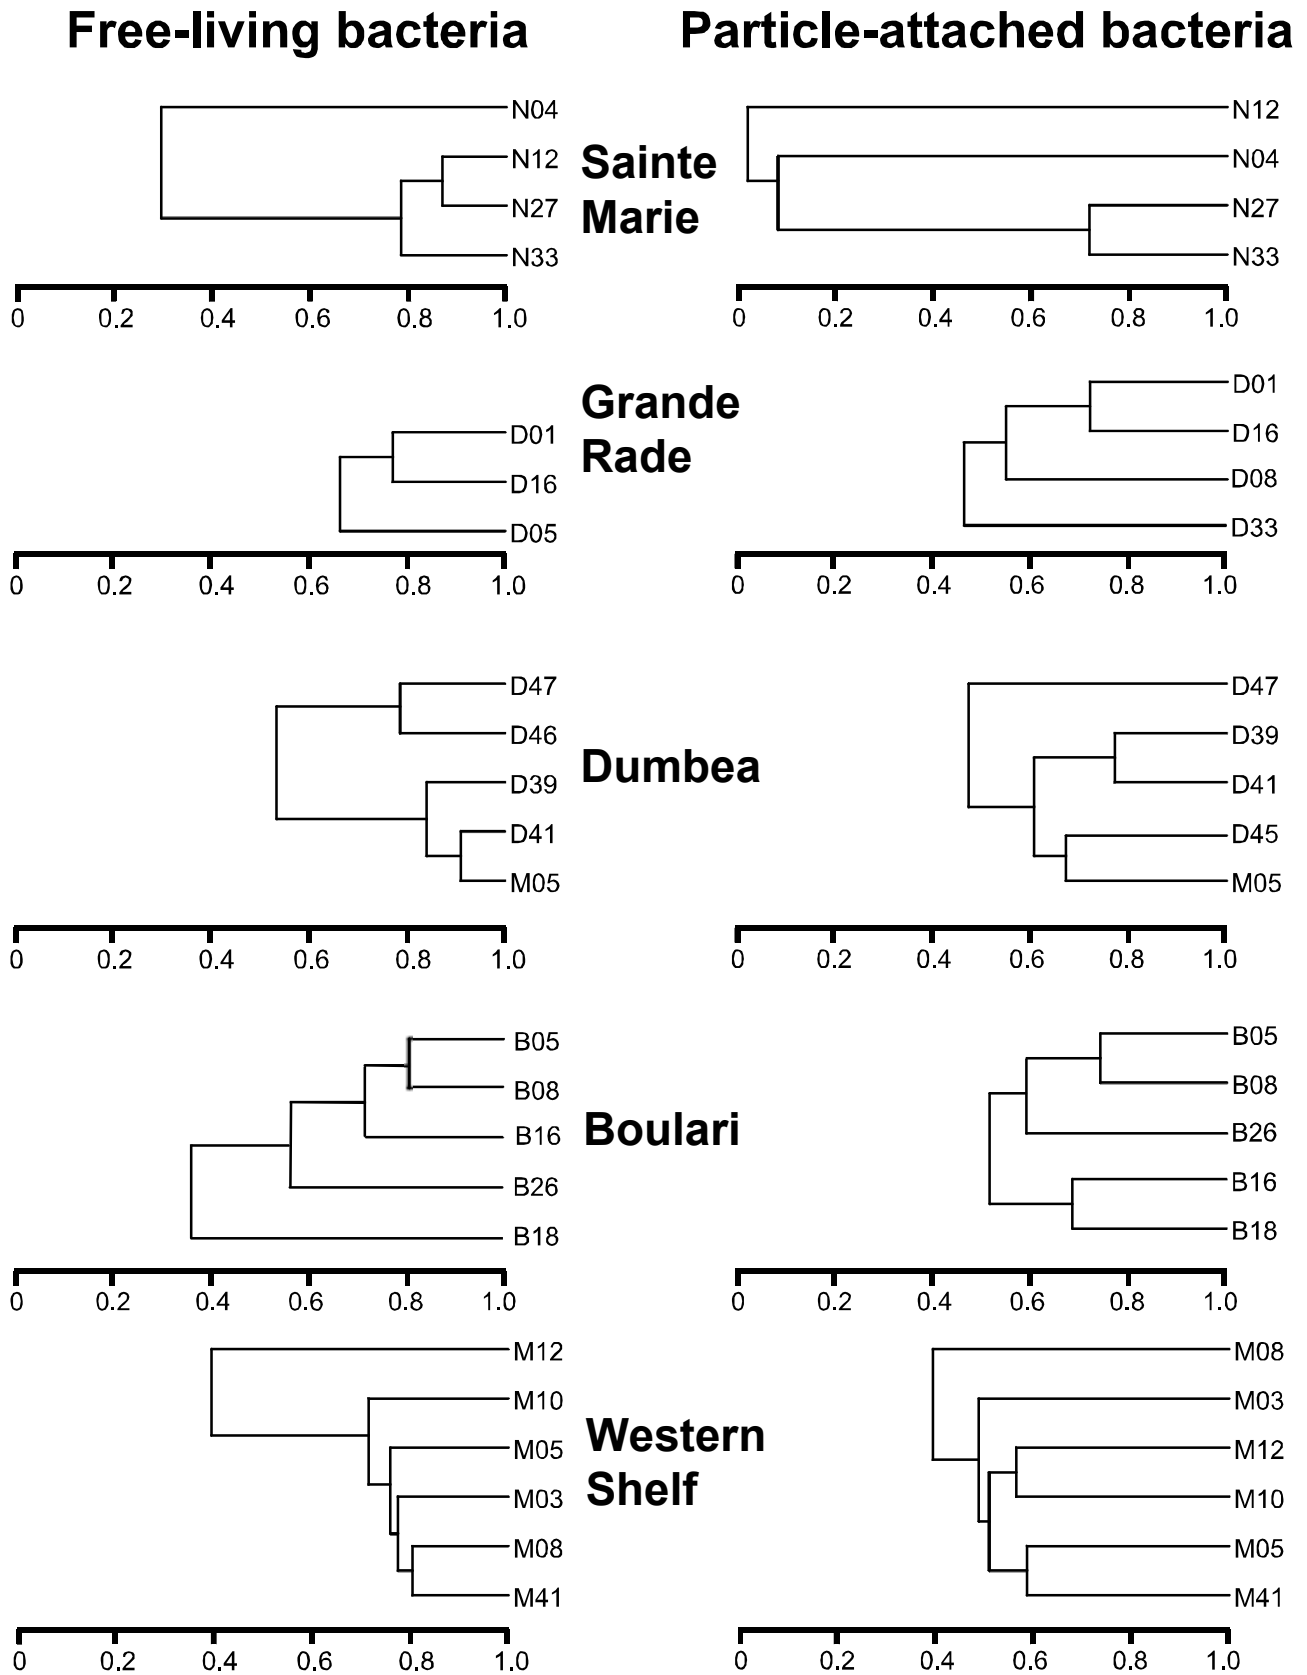 Free-living bacteria
Particle-attached bacteria
N04
N12
N27
N33
0 0.2 0.4 0.6 0.8 1.0
Sainte
Marie
N12
N04
N27
N33
0 0.2 0.4 0.6 0.8 1.0
D01
D16
D05
0 0.2 0.4 0.6 0.8 1.0
Grande
Rade
D01
D16
D08
D33
0 0.2 0.4 0.6 0.8 1.0
D47
D46
D39
D41
M05
0 0.2 0.4 0.6 0.8 1.0
Dumbea
D47
D39
D41
D45
M05
0 0.2 0.4 0.6 0.8 1.0
B05
B08
B16
B26
B18
0 0.2 0.4 0.6 0.8 1.0
Boulari
B05
B08
B26
B16
B18
0 0.2 0.4 0.6 0.8 1.0
M12
M10
M05
M03
M08
M41
0 0.2 0.4 0.6 0.8 1.0
Western
Shelf
M08
M03
M12
M10
M05
M41
0 0.2 0.4 0.6 0.8 1.0